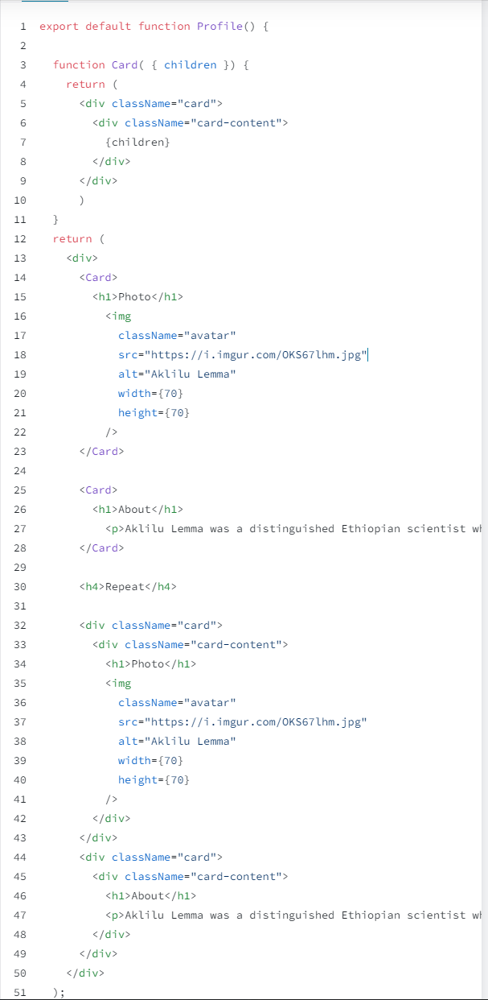 1 export default function Profile() {
2
3 function Card( { children }) {
4 return (
5 <div className="card">
6 <div className="card-content">
7 {children}
8 </div>
9 </div>
10 )
11 }
12 return (
13 <div>
14 <Card>
15 <h1>Photo</h1>
16 <img
17 className="avatar"
18 src="https://i.imgur.com/OKS67lhm.jpg"
19 alt="Aklilu Lemma"
20 width={70}
21 height={70}
22 />
23 </Card>
24
25 <Card>
26 <h1>About</h1>
27 <p>Aklilu Lemma was a distinguished Ethiopian scientist
28 </Card>
29
30 <h4>Repeat</h4>
31
32 <div className="card">
33 <div className="card-content">
34 <h1>Photo</h1>
35 <img
36 className="avatar"
37 src="https://i.imgur.com/OKS67lhm.jpg"
38 alt="Aklilu Lemma"
39 width={70}
40 height={70}
41 />
42 </div>
43 </div>
44 <div className="card">
45 <div className="card-content">
46 <h1>About</h1>
47 <p>Aklilu Lemma was a distinguished Ethiopian scientist
48 </div>
49 </div>
50 </div>
51 );